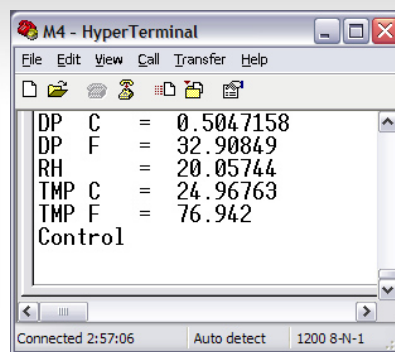 M4 - HyperTerminal
File Edit View Call Transfer Help
DP C = 0.5047158
DP F = 32.90849
RH = 20.05744
TMP C = 24.96763
TMP F = 76.942
Control
Connected 2:57:06 Auto detect 1200 8-N-1